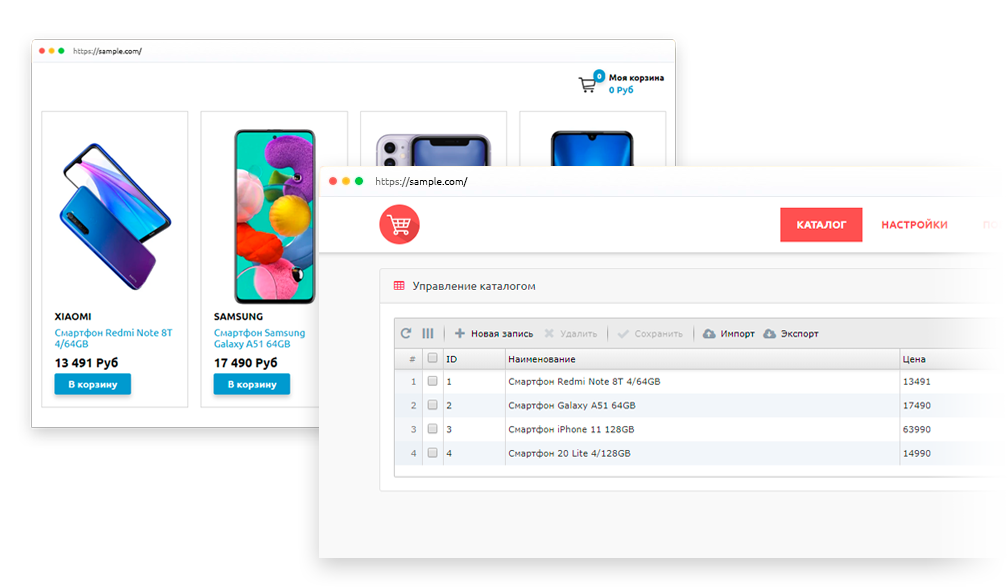 https://sample.com/
0
Моя корзина
0 Руб
XIAOMI
Смартфон Redmi Note 8T
4/64GB
13 491 Руб
В корзину
SAMSUNG
Смартфон Samsung
Galaxy A51 64GB
17 490 Руб
В корзину
https://sample.com/
КАТАЛОГ
НАСТРОЙКИ
Управление каталогом
Новая запись
Удалить
Сохранить
Импорт
Экспорт
# ID Наименование Цена
1 1 Смартфон Redmi Note 8T 4/64GB 13491
2 2 Смартфон Galaxy A51 64GB 17490
3 3 Смартфон iPhone 11 128GB 63990
4 4 Смартфон 20 Lite 4/128GB 14990